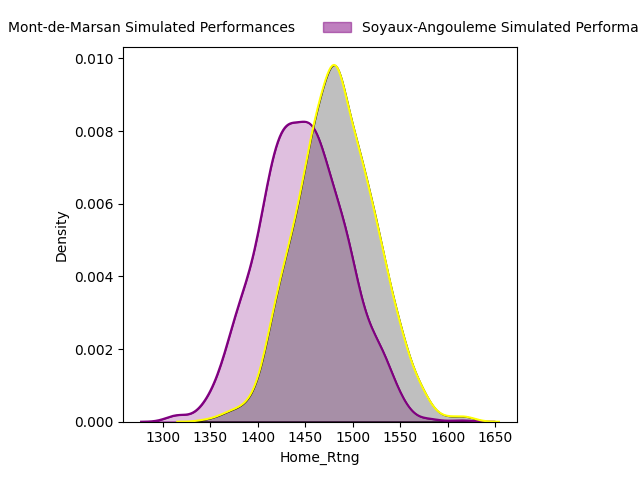 Mont-de-Marsan Simulated Performances
Soyaux-Angouleme Simulated Performa
0.010
0.008
0.006
0.004
0.002
0.000
Density
1300 1350 1400 1450 1500 1550 1600 1650
Home_Rtng